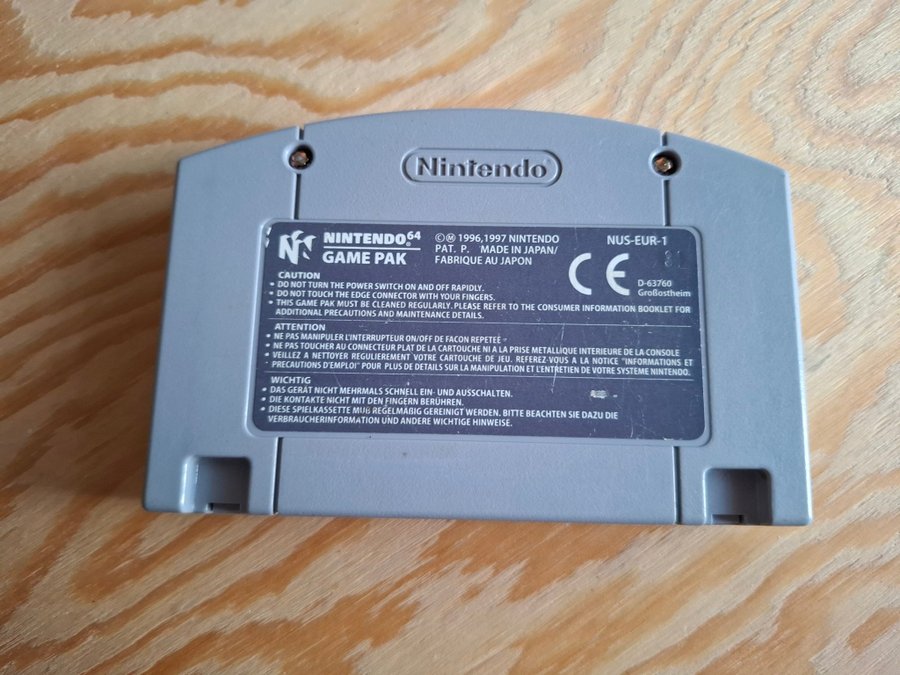 Nintendo
NINTENDO 64
GAME PAK
©Ⓜ 1996,1997 NINTENDO
PAT. P. MADE IN JAPAN/
FABRIQUE AU JAPON
NUS-EUR-1
CE
D-63760
Großostheim
CAUTION
• DO NOT TURN THE POWER SWITCH ON AND OFF RAPIDLY.
• DO NOT TOUCH THE EDGE CONNECTOR WITH YOUR FINGERS.
• THIS GAME PAK MUST BE CLEANED REGULARLY. PLEASE REFER TO THE CONSUMER INFORMATION BOOKLET FOR
ADDITIONAL PRECAUTIONS AND MAINTENANCE DETAILS.
ATTENTION
• NE PAS MANIPULER L'INTERRUPTEUR ON/OFF DE FACON REPETEE
• NE PAS TOUCHER AU CONNECTEUR PLAT DE LA CARTOUCHE NI A LA PRISE METALLIQUE INTERIEURE DE LA CONSOLE
• VEILLEZ A NETTOYER REGULIEREMENT VOTRE CARTOUCHE DE JEU. REFEREZ-VOUS A LA NOTICE "INFORMATIONS ET
PRECAUTIONS D'EMPLOI" POUR PLUS DE DETAILS SUR LA MANIPULATION ET L'ENTRETIEN DE VOTRE SYSTEME NINTENDO.
WICHTIG
• DAS GERÄT NICHT MEHRMALS SCHNELL EIN- UND AUSSCHALTEN.
• DIE KONTAKTE NICHT MIT DEN FINGERN BERÜHREN.
• DIESE SPIELKASSETTE MUß REGELMÄßIG GEREINIGT WERDEN. BITTE BEACHTEN SIE DAZU DIE
VERBRAUCHERINFORMATION UND ANDERE WICHTIGE HINWEISE.